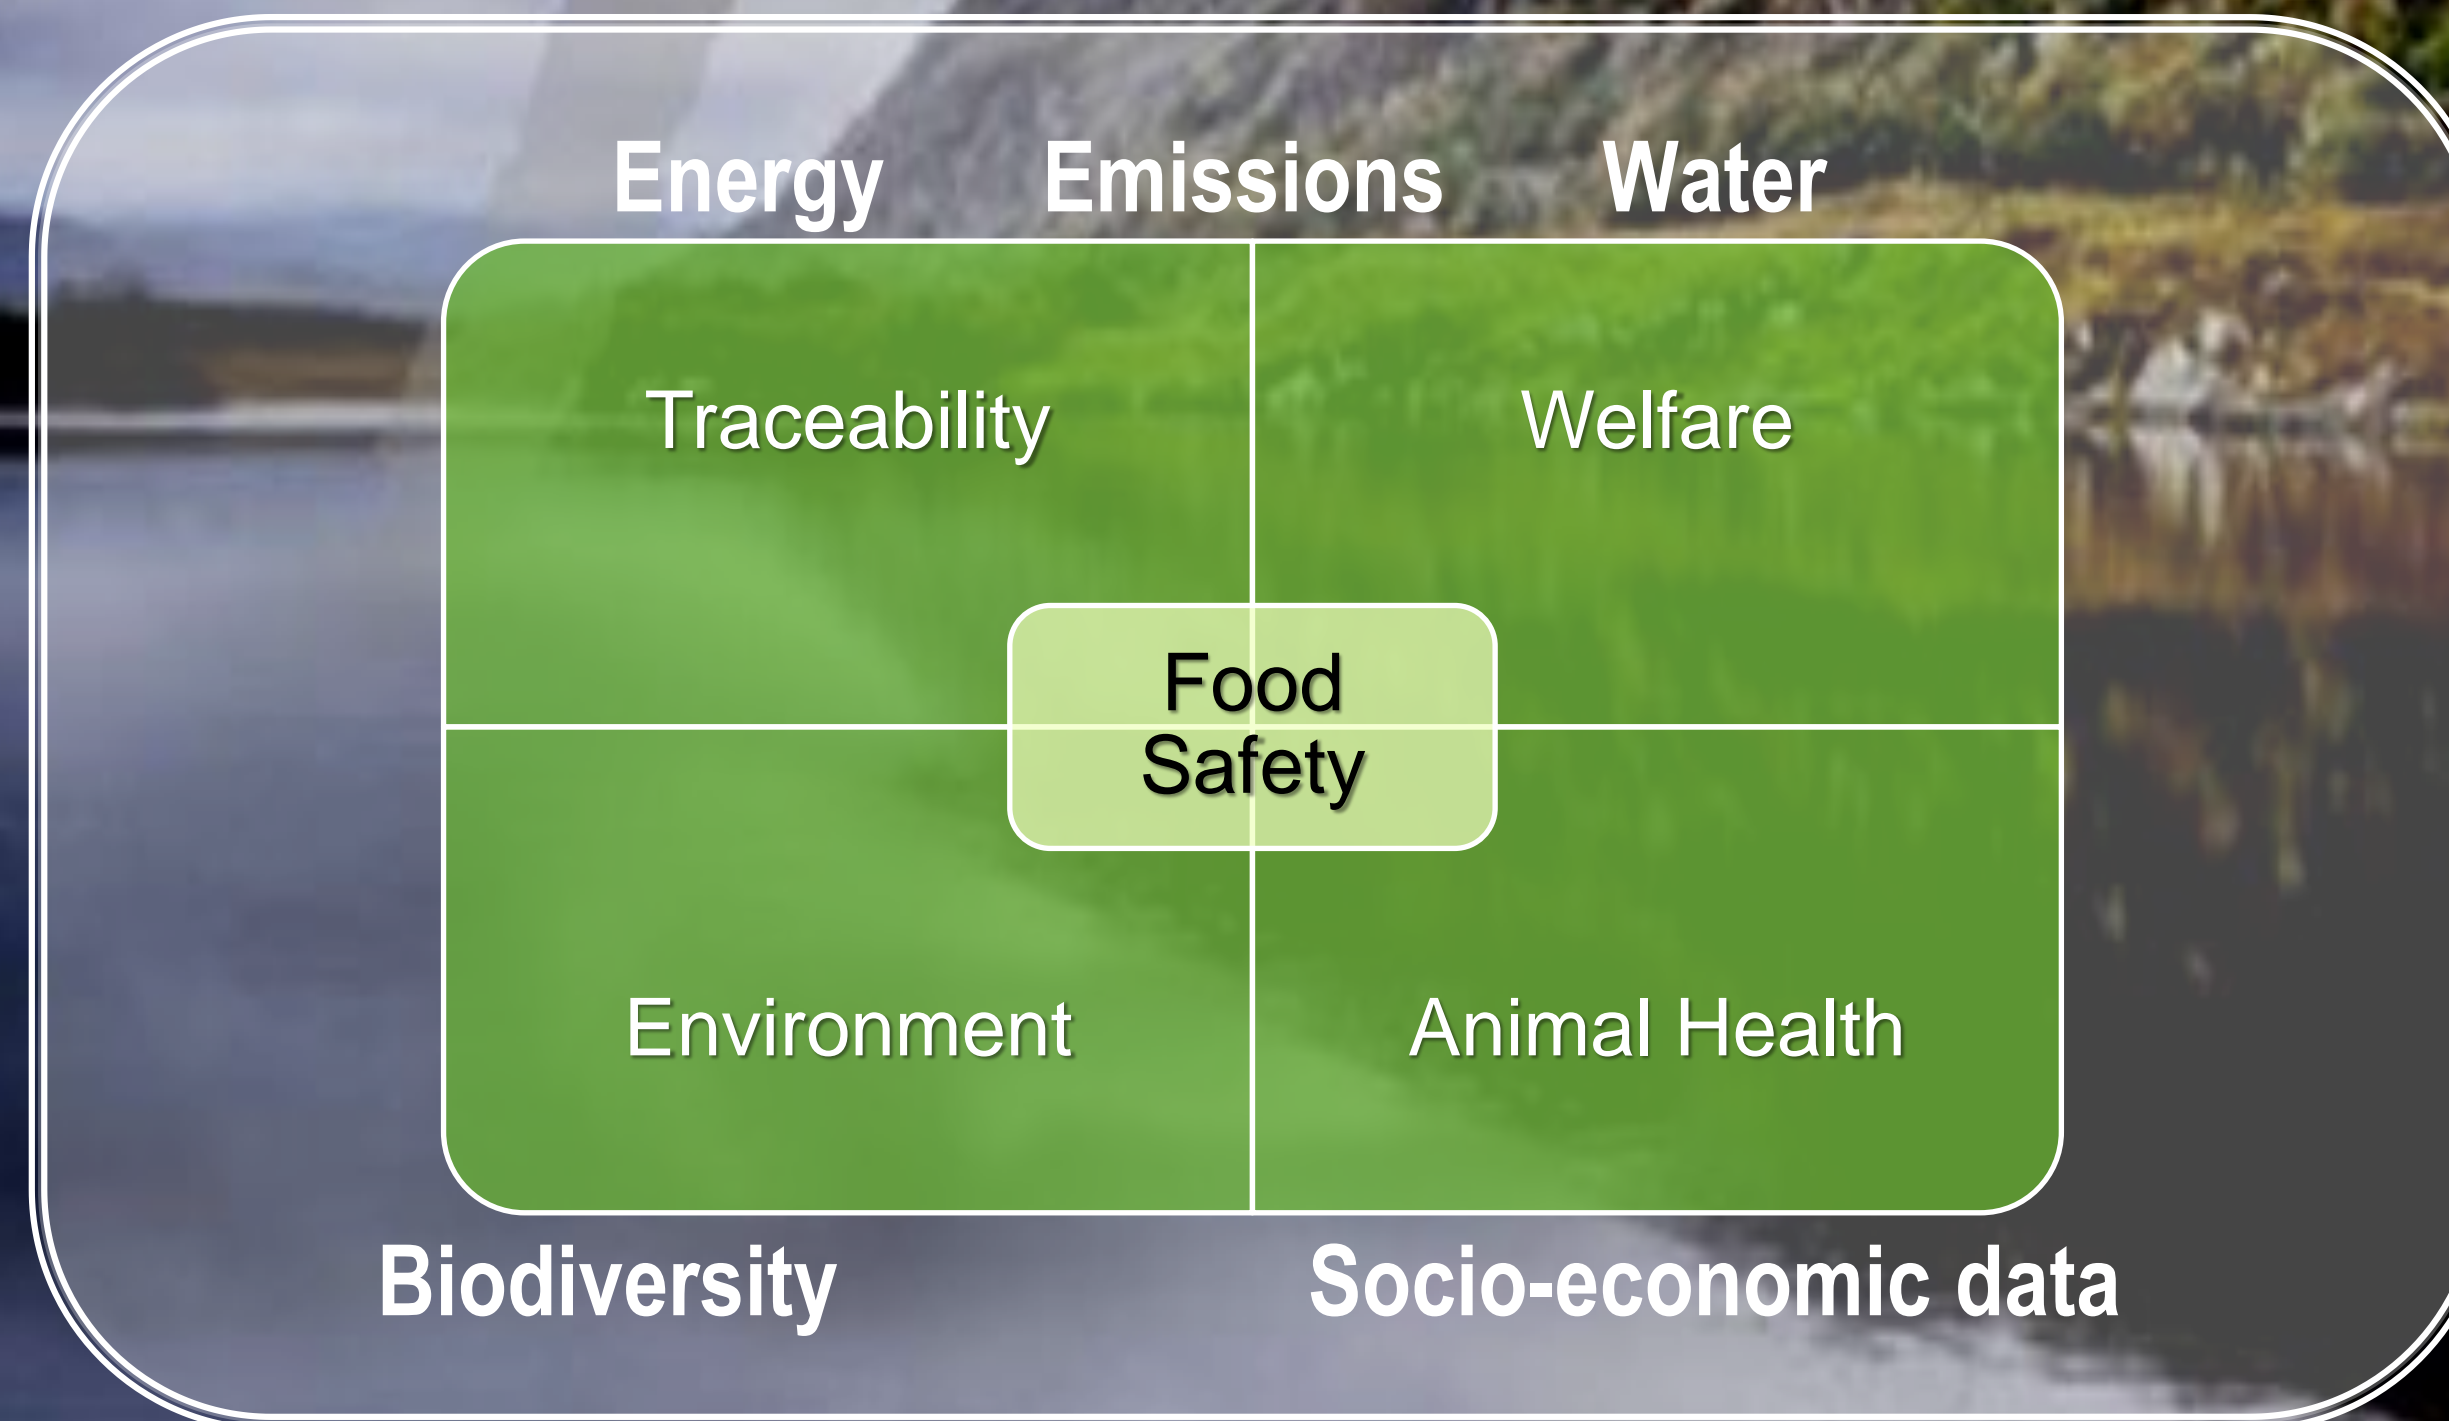 Energy Emissions Water
Traceability Welfare
Food
Safety
Environment Animal Health
Biodiversity Socio-economic data